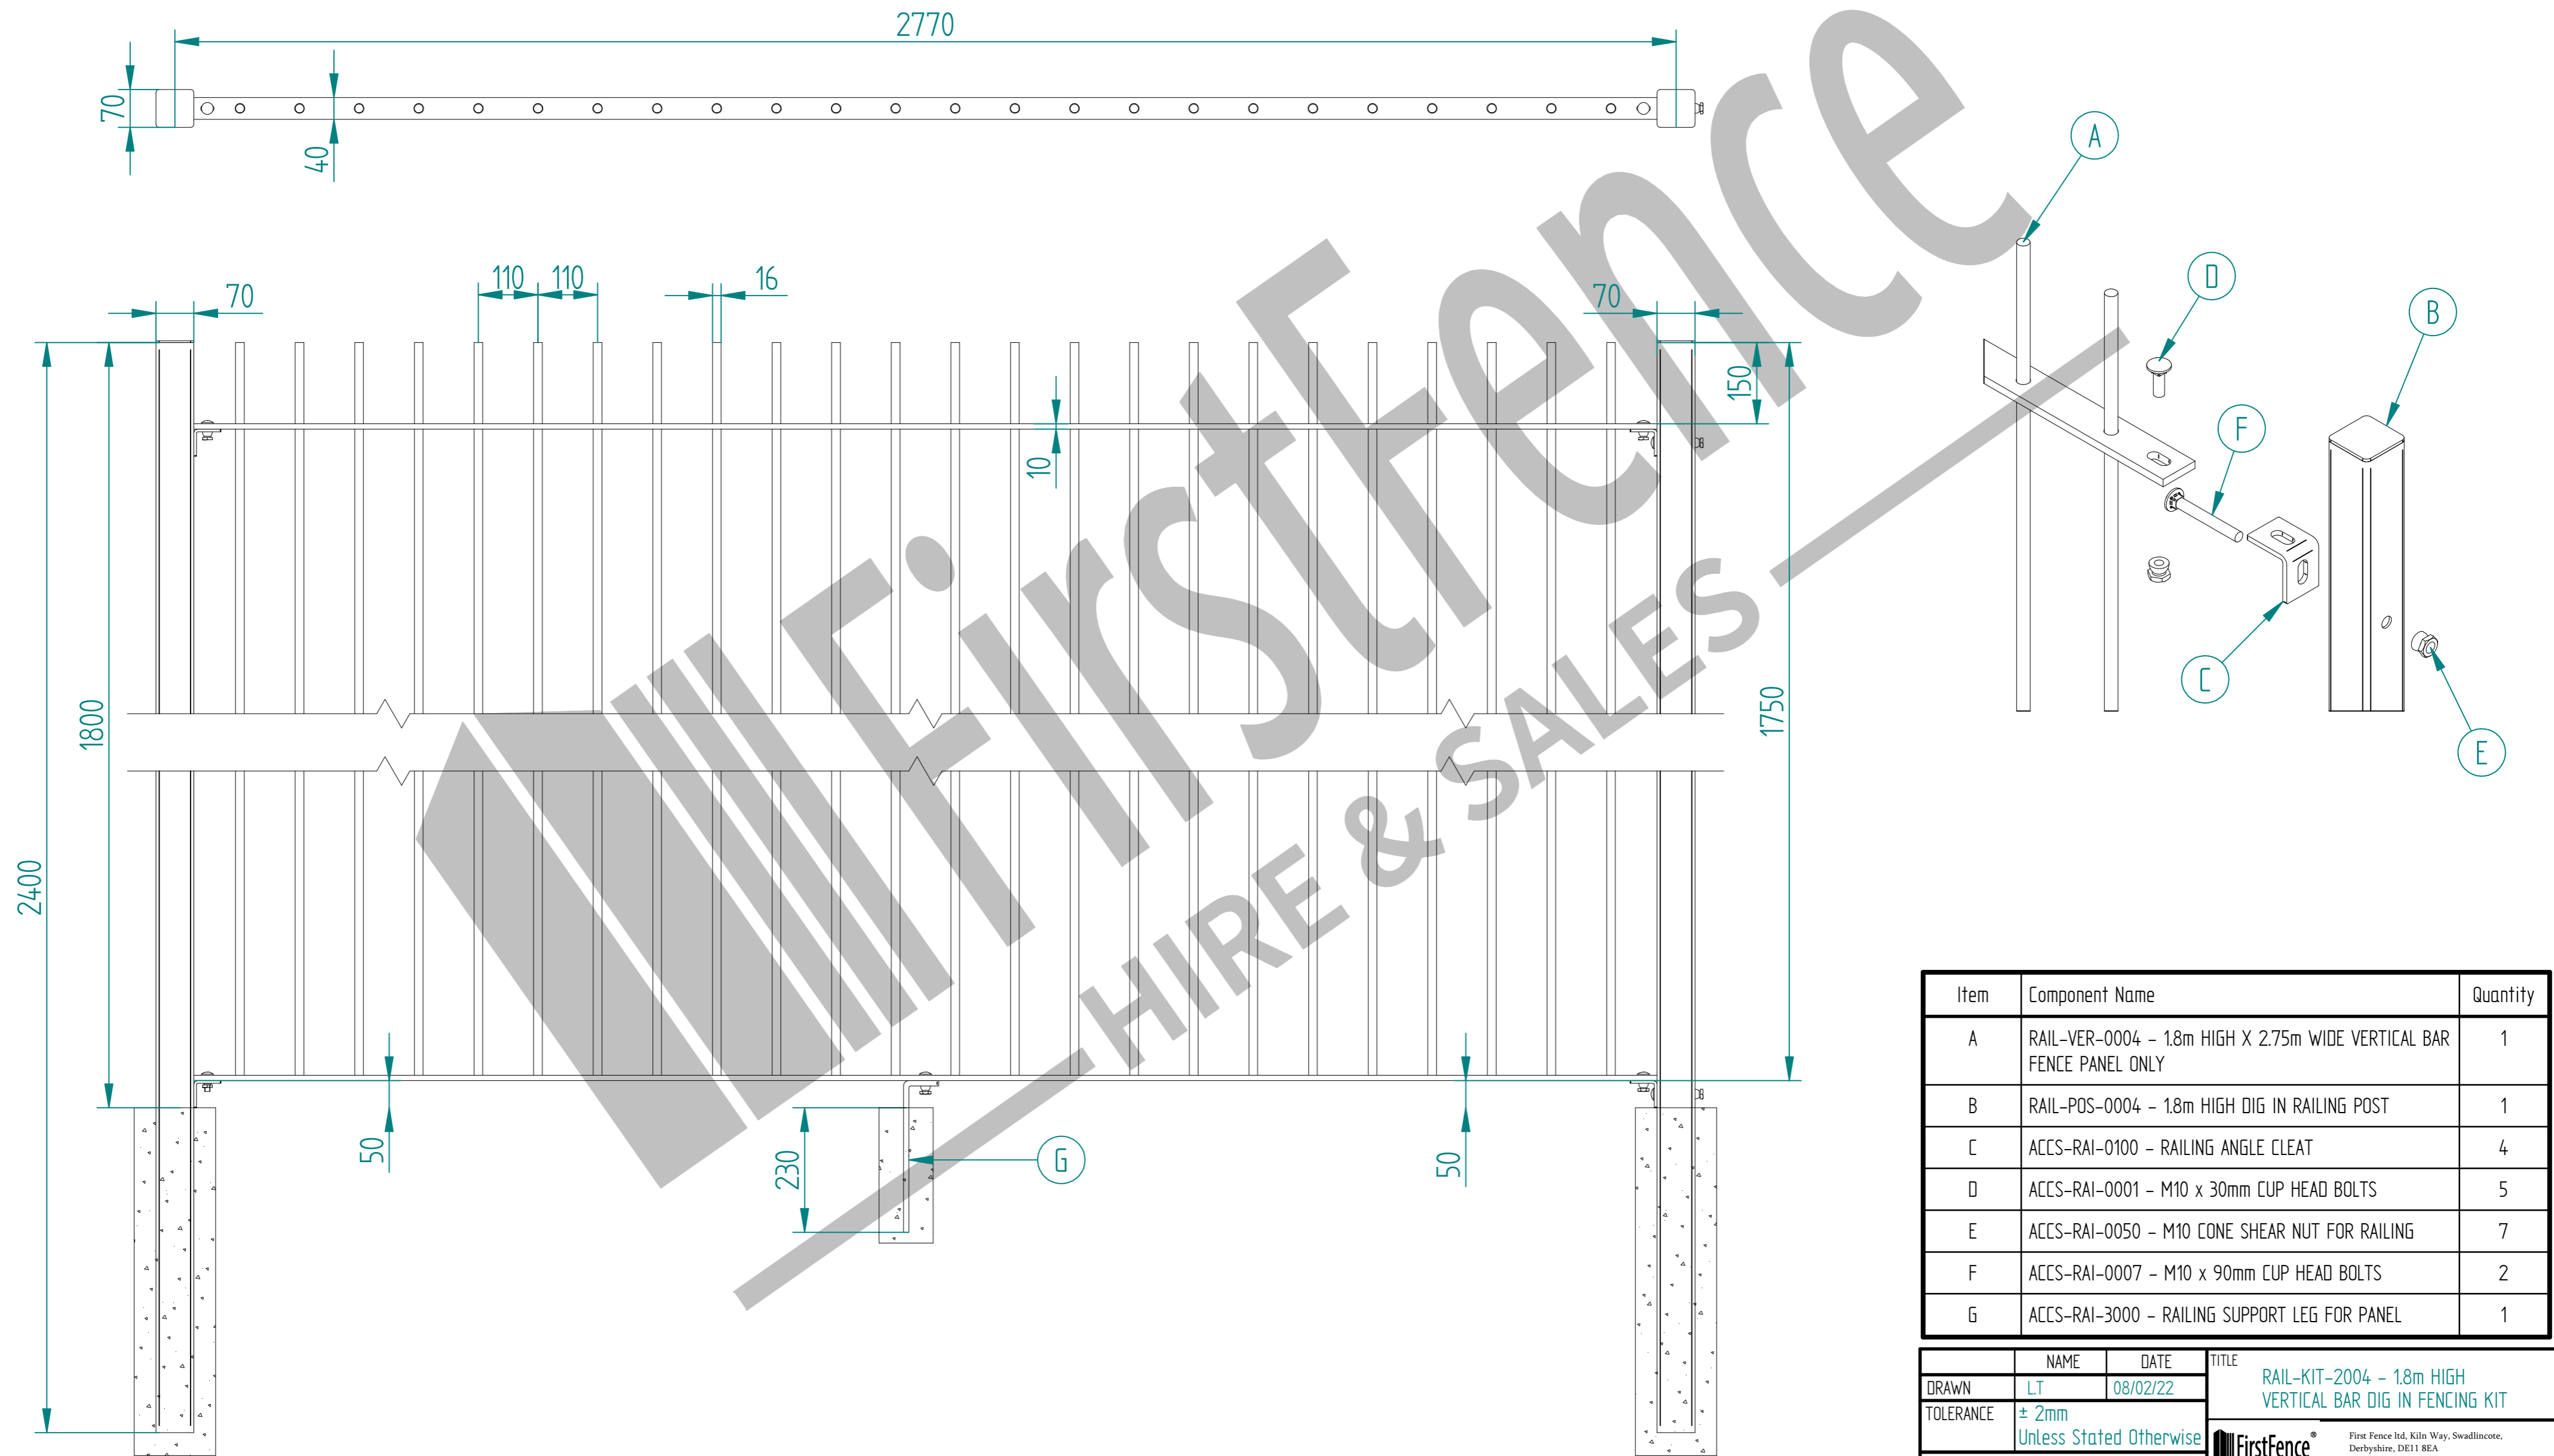 2770
70
40
70
110 110
16
70
150
10
1800
1750
2400
50
230
50
G
A
D
B
F
C
E
FirstFence
HIRE & SALES
Item Component Name Quantity
A RAIL-VER-0004 - 1.8m HIGH X 2.75m WIDE VERTICAL BAR 1
FENCE PANEL ONLY
B RAIL-POS-0004 - 1.8m HIGH DIG IN RAILING POST 1
C ACCS-RAI-0100 - RAILING ANGLE CLEAT 4
D ACCS-RAI-0001 - M10 x 30mm CUP HEAD BOLTS 5
E ACCS-RAI-0050 - M10 CONE SHEAR NUT FOR RAILING 7
F ACCS-RAI-0007 - M10 x 90mm CUP HEAD BOLTS 2
G ACCS-RAI-3000 - RAILING SUPPORT LEG FOR PANEL 1
NAME DATE
DRAWN L.T 08/02/22
TOLERANCE ± 2mm
Unless Stated Otherwise
TITLE
RAIL-KIT-2004 - 1.8m HIGH
VERTICAL BAR DIG IN FENCING KIT
FirstFence®
First Fence ltd, Kiln Way, Swadlincote,
Derbyshire, DE11 8EA